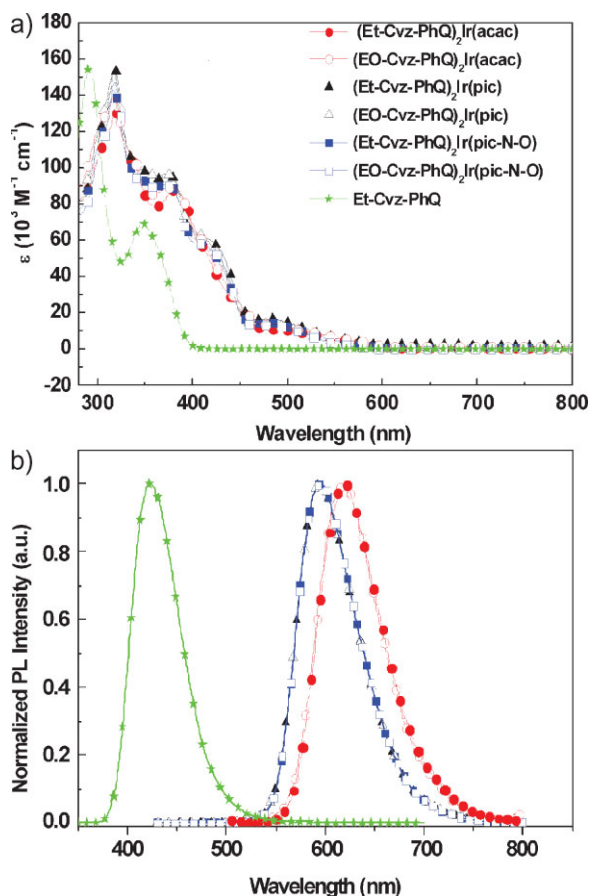 a)
180
160
140
120
100
80
60
40
20
0
-20
ε (10³ M⁻¹ cm⁻¹)
(Et-Cvz-PhQ)₂Ir(acac)
(EO-Cvz-PhQ)₂Ir(acac)
(Et-Cvz-PhQ)₂Ir(pic)
(EO-Cvz-PhQ)₂Ir(pic)
(Et-Cvz-PhQ)₂Ir(pic-N-O)
(EO-Cvz-PhQ)₂Ir(pic-N-O)
Et-Cvz-PhQ
300 400 500 600 700 800
Wavelength (nm)
b)
1.0
0.8
0.6
0.4
0.2
0.0
Normalized PL Intensity (a.u.)
400 500 600 700 800
Wavelength (nm)